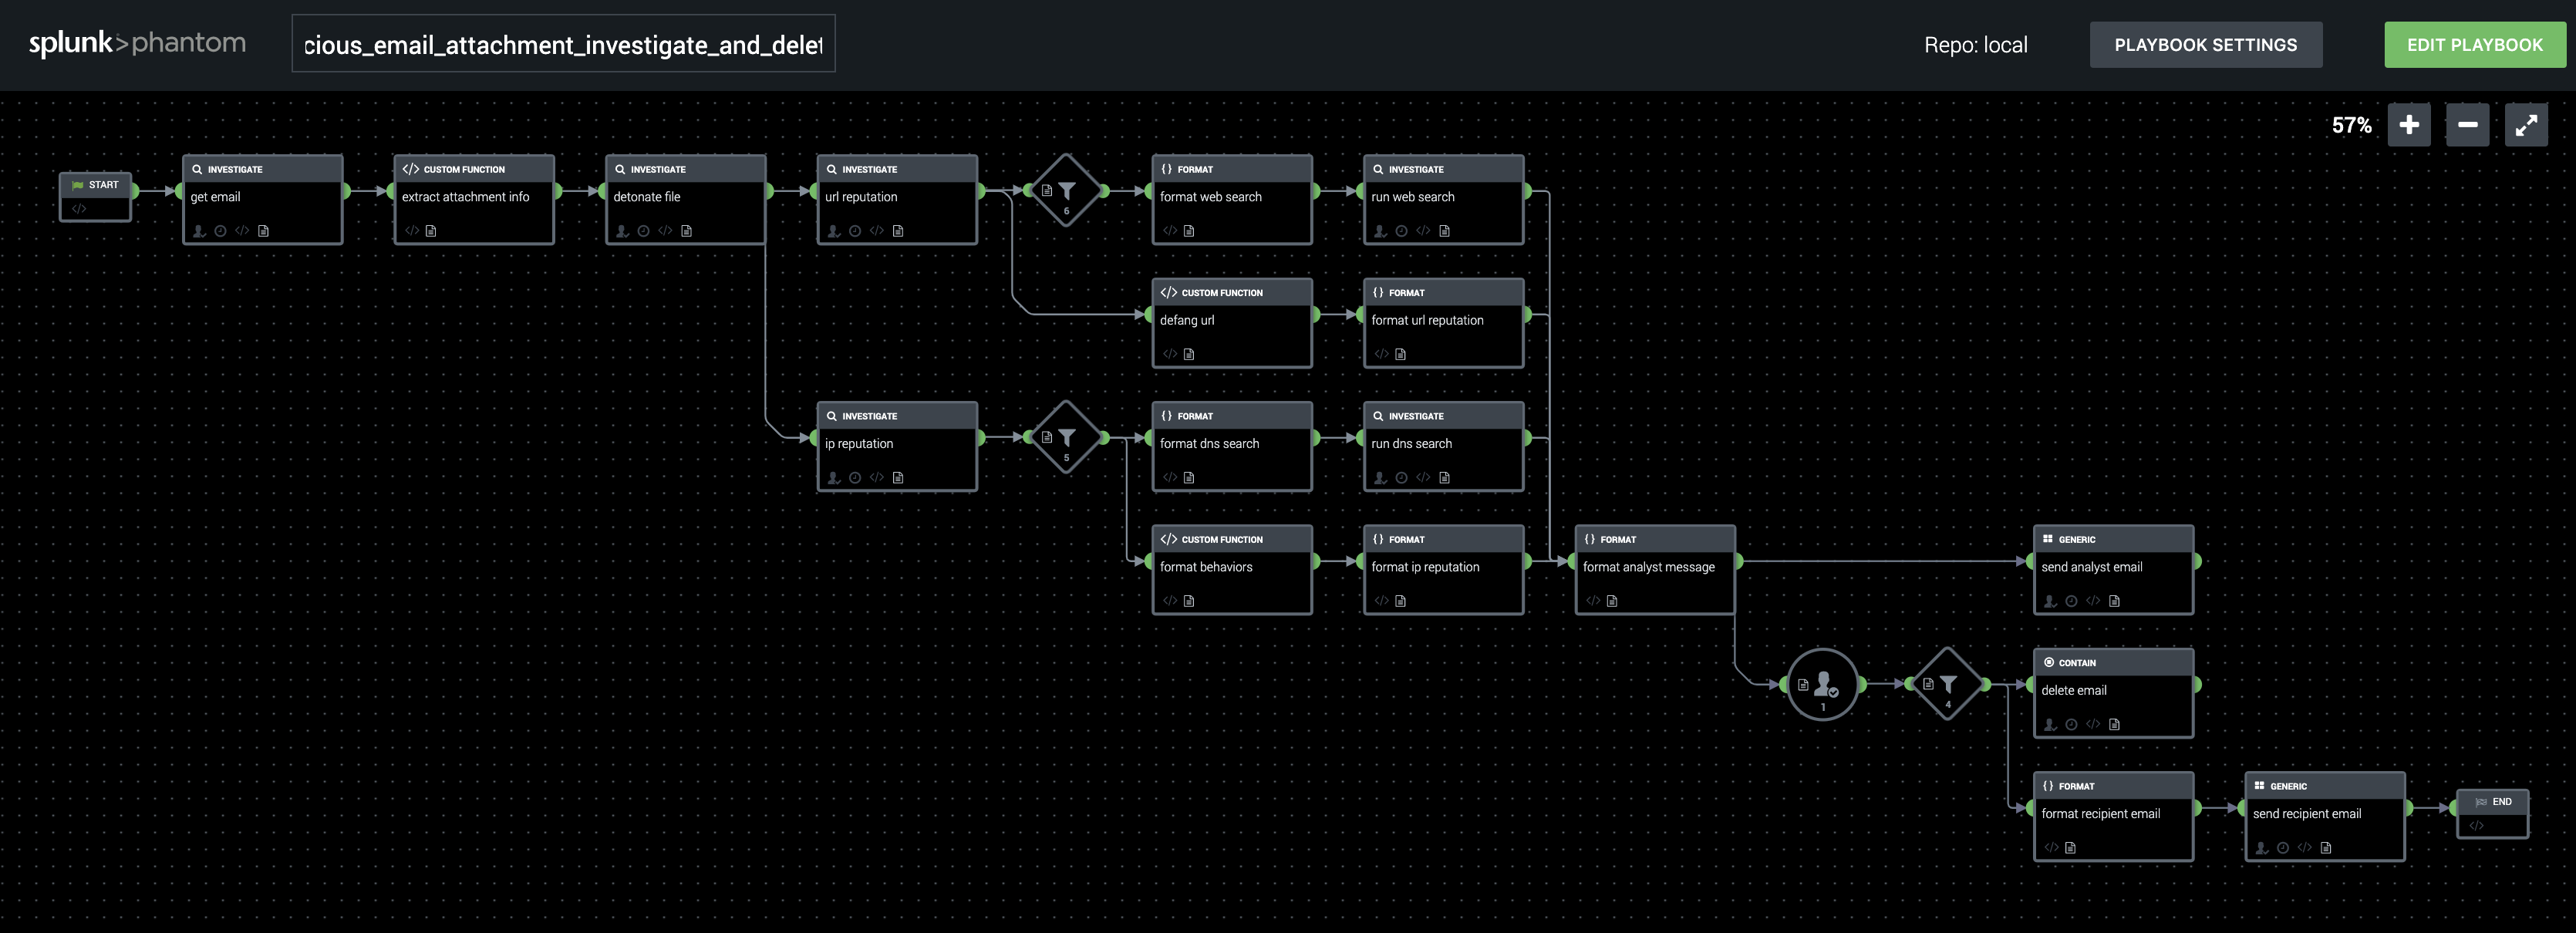 splunk>phantom
cious_email_attachment_investigate_and_delet
Repo: local
PLAYBOOK SETTINGS
EDIT PLAYBOOK
57%
START
INVESTIGATE
get email
CUSTOM FUNCTION
extract attachment info
INVESTIGATE
detonate file
INVESTIGATE
url reputation
6
FORMAT
format web search
INVESTIGATE
run web search
CUSTOM FUNCTION
defang url
FORMAT
format url reputation
INVESTIGATE
ip reputation
5
FORMAT
format dns search
INVESTIGATE
run dns search
CUSTOM FUNCTION
format behaviors
FORMAT
format ip reputation
FORMAT
format analyst message
GENERIC
send analyst email
1
4
CONTAIN
delete email
FORMAT
format recipient email
GENERIC
send recipient email
END